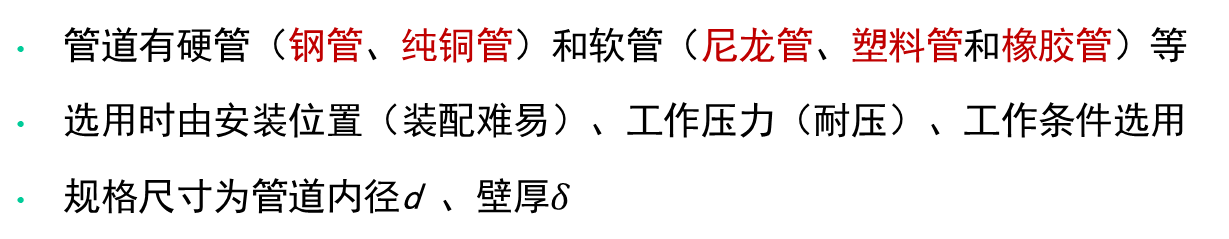 • 管道有硬管（钢管、纯铜管）和软管（尼龙管、塑料管和橡胶管）等
• 选用时由安装位置（装配难易）、工作压力（耐压）、工作条件选用
• 规格尺寸为管道内径d 、壁厚δ